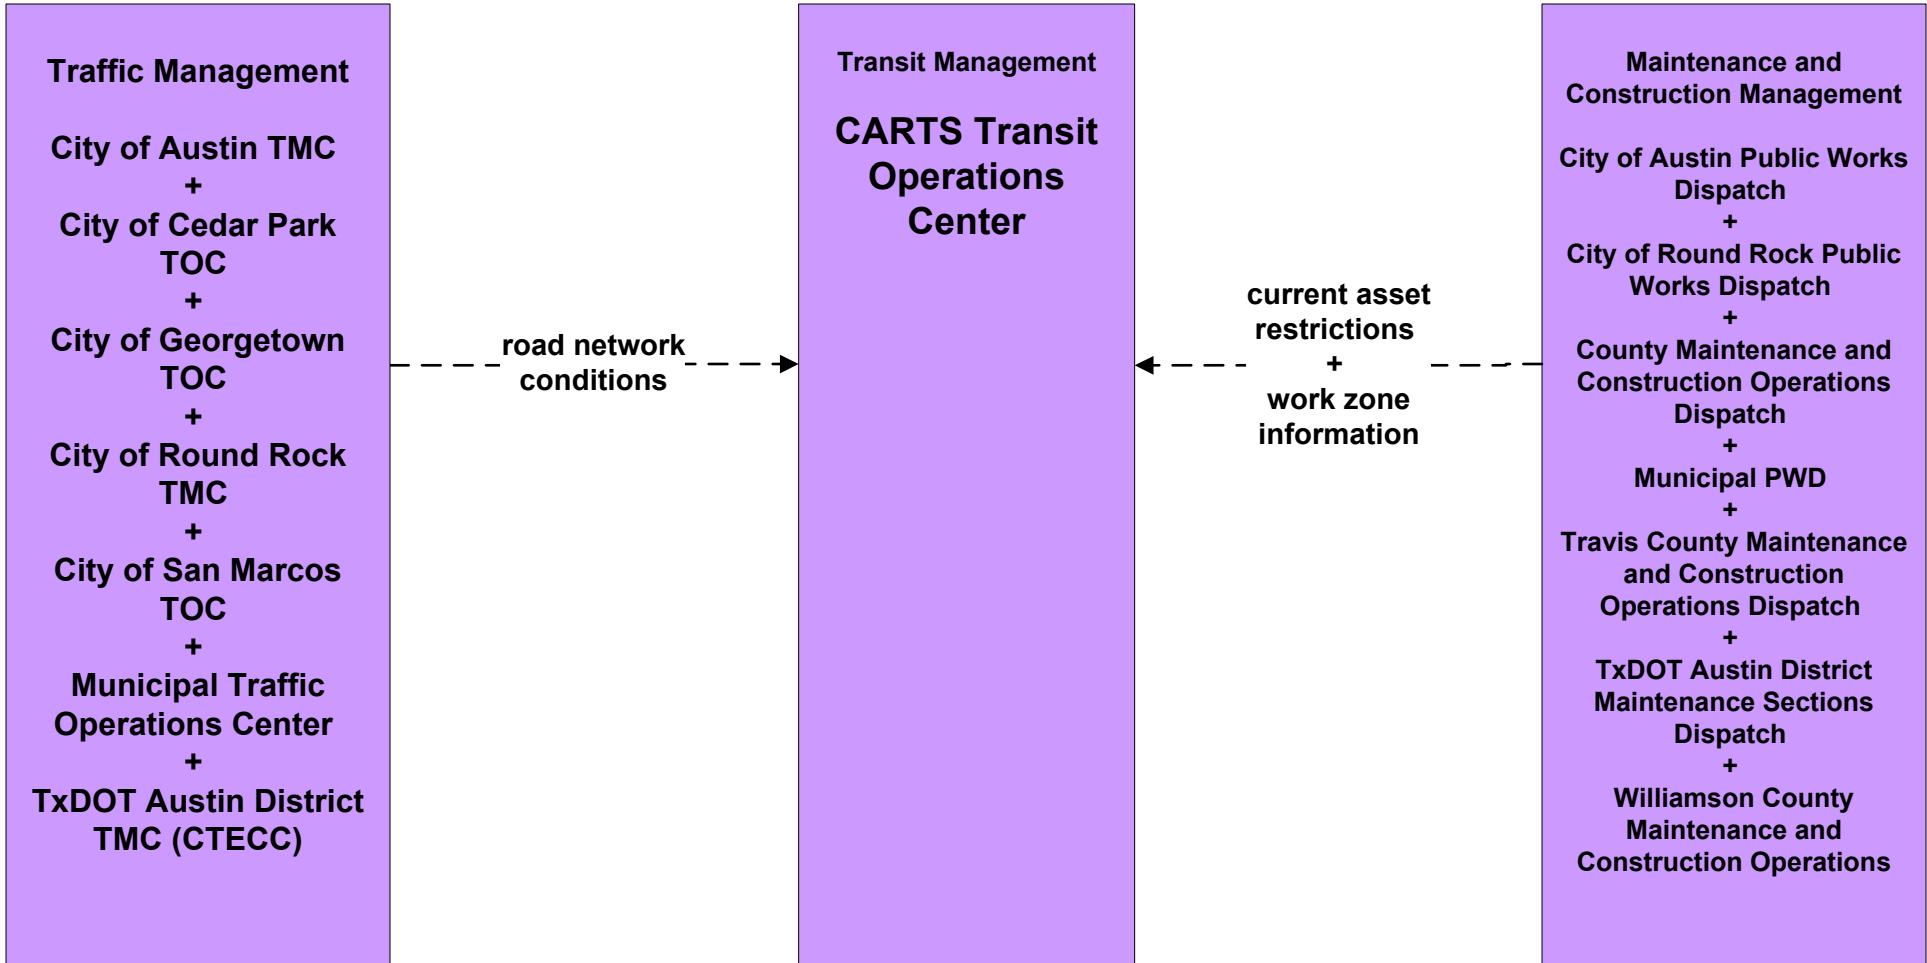 Traffic Management
City of Austin TMC
+
City of Cedar Park
TOC
+
City of Georgetown
TOC
+
City of Round Rock
TMC
+
City of San Marcos
TOC
+
Municipal Traffic
Operations Center
+
TxDOT Austin District
TMC (CTECC)
road network
conditions
Transit Management
CARTS Transit
Operations
Center
current asset
restrictions
+
work zone
information
Maintenance and
Construction Management
City of Austin Public Works
Dispatch
+
City of Round Rock Public
Works Dispatch
+
County Maintenance and
Construction Operations
Dispatch
+
Municipal PWD
+
Travis County Maintenance
and Construction
Operations Dispatch
+
TxDOT Austin District
Maintenance Sections
Dispatch
+
Williamson County
Maintenance and
Construction Operations